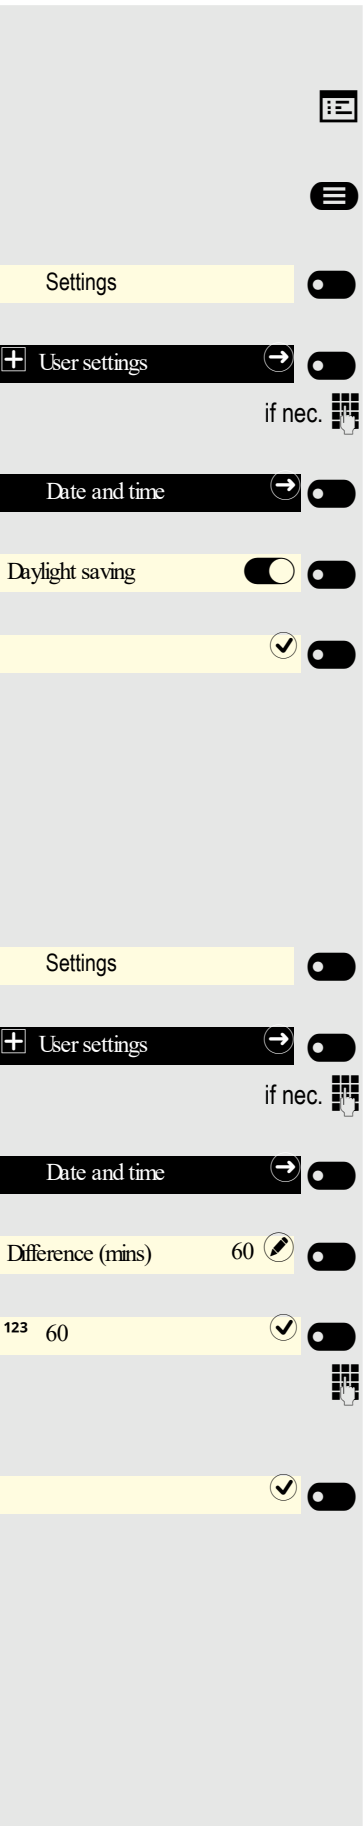 Settings
User settings
if nec.
Date and time
Daylight saving
Settings
User settings
if nec.
Date and time
Difference (mins) 60
123 60